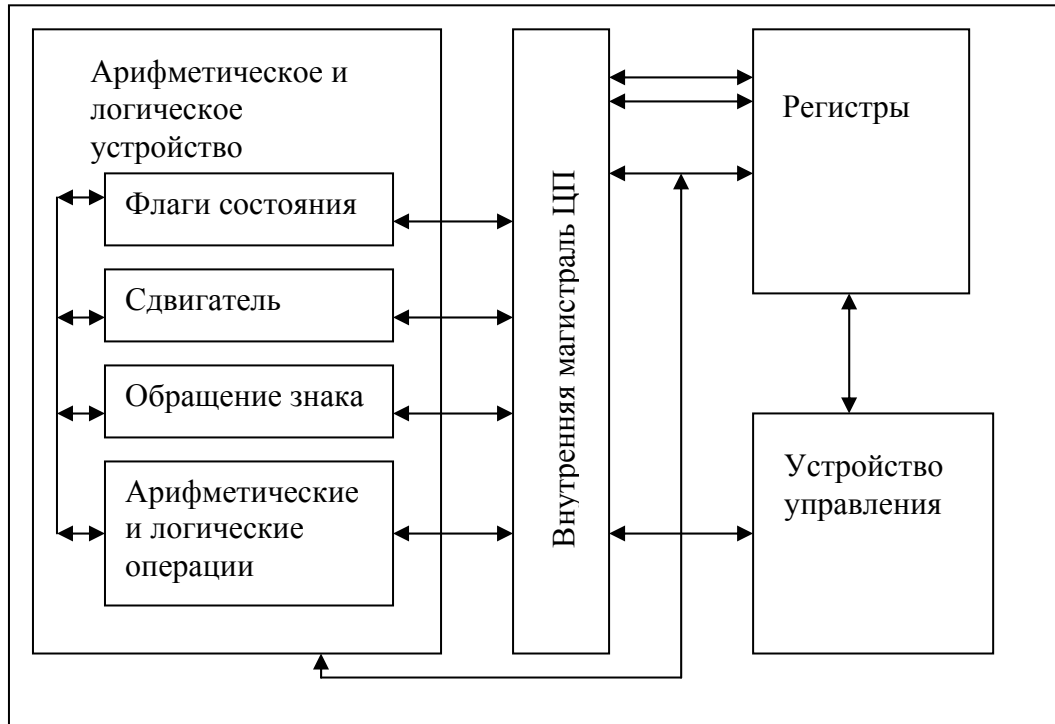 Арифметическое и
логическое
устройство
Флаги состояния
Сдвигатель
Обращение знака
Арифметические
и логические
операции
Внутренняя магистраль ЦП
Регистры
Устройство
управления